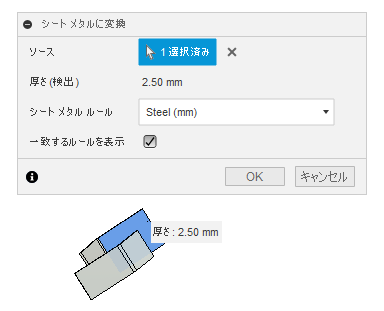 シート メタルに変換
ソース
1 選択済み
厚さ (検出)
2.50 mm
シート メタル ルール
Steel (mm)
一致するルールを表示
OK
キャンセル
厚さ: 2.50 mm